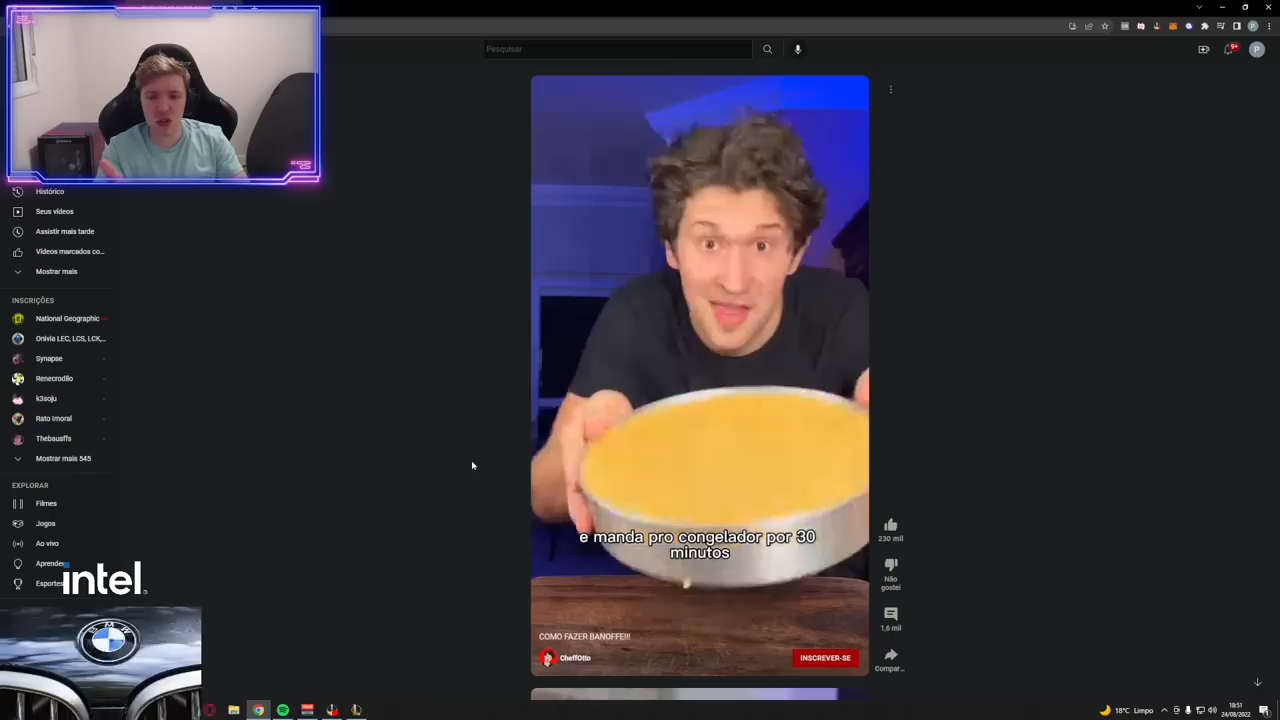 Pesquisar
9+
P
P
Histórico
Seus vídeos
Assistir mais tarde
Vídeos marcados co...
Mostrar mais
INSCRIÇÕES
National Geographic
Onivia LEC, LCS, LCK,...
Synapse
Renecrodilo
k3soju
Rato Imoral
Thebausffs
Mostrar mais 545
EXPLORAR
Filmes
Jogos
Ao vivo
Aprender
Esportes
intel
BMW
e manda pro congelador por 30
minutos
COMO FAZER BANOFFE!!!
CheffOtto
INSCREVER-SE
230 mil
Não
gostei
1,6 mil
Compar...
18°C Limpo
18:51
24/08/2022